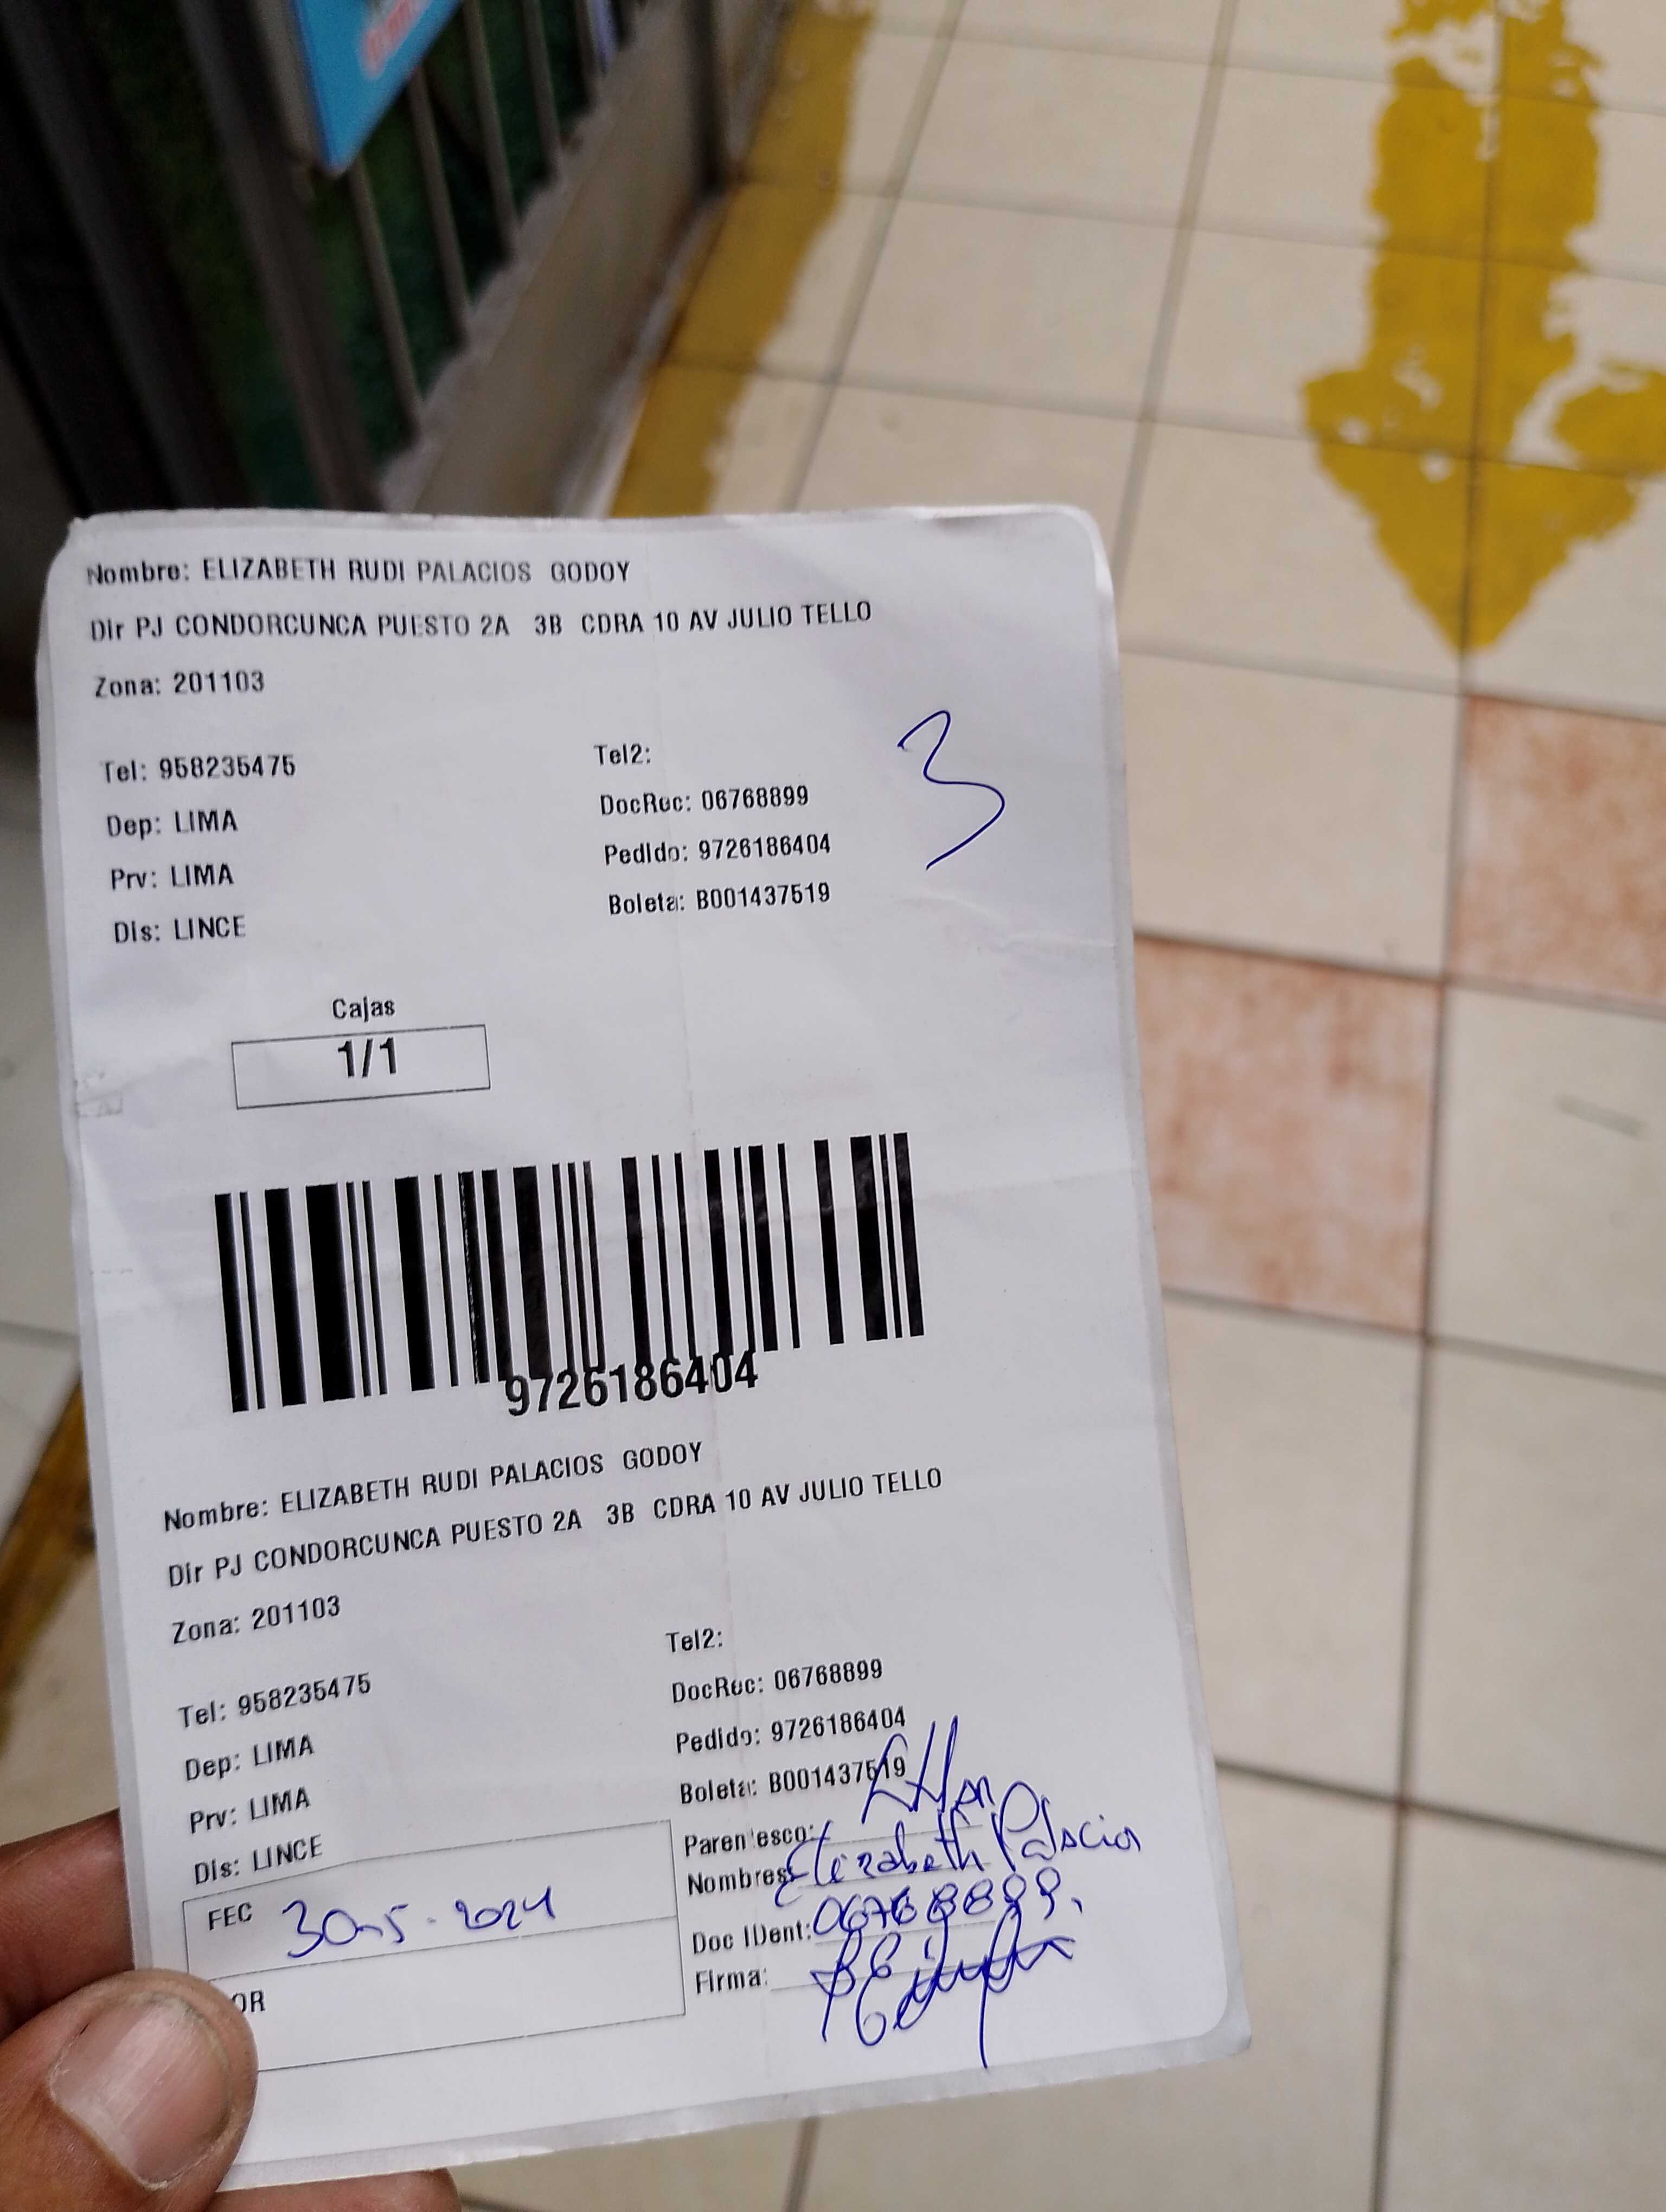 Nombre: ELIZABETH RUDI PALACIOS GODOY
Dir PJ CONDORCUNCA PUESTO 2A 3B CDRA 10 AV JULIO TELLO
Zona: 201103
Tel: 958235475
Tel2:
Dep: LIMA
DocRec: 06768899
Prv: LIMA
Pedido: 9726186404
Dis: LINCE
Boleta: B001437519
3
Cajas
1/1
9726186404
Nombre: ELIZABETH RUDI PALACIOS GODOY
Dir PJ CONDORCUNCA PUESTO 2A 3B CDRA 10 AV JULIO TELLO
Zona: 201103
Tel: 958235475
Tel2:
Dep: LIMA
DocRec: 06768899
Prv: LIMA
Pedido: 9726186404
Dis: LINCE
Boleta: B001437519
Parentesco:
Nombres: Elizabeth Palacios
Doc IDent: 06768899.
Firma:
FEC 30-5-2024
OR